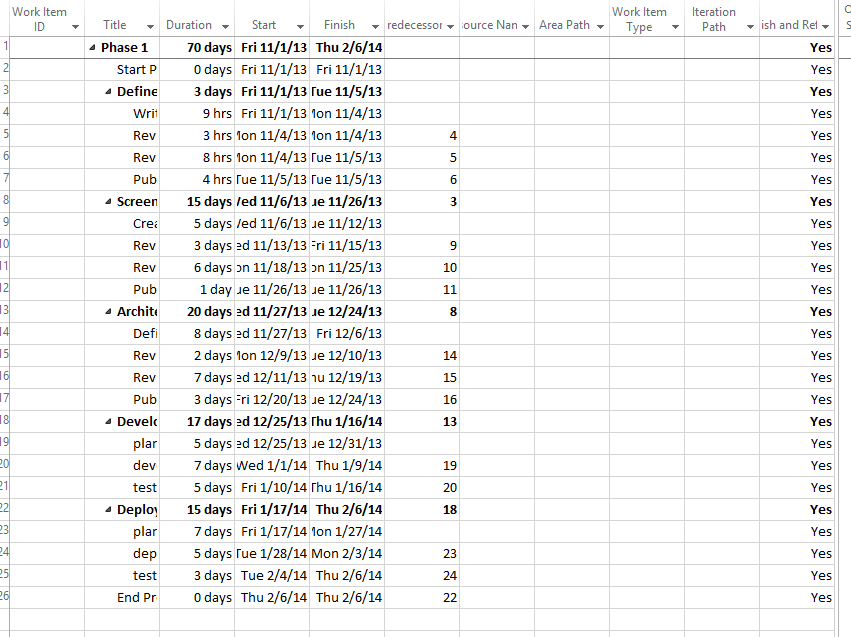 Work Item ID Title Duration Start Finish redecessor ource Nan Area Path Work Item Type Iteration Path ish and Ref
1 Phase 1 70 days Fri 11/1/13 Thu 2/6/14 Yes
2 Start P 0 days Fri 11/1/13 Fri 11/1/13 Yes
3 Define 3 days Fri 11/1/13 Tue 11/5/13 Yes
4 Writ 9 hrs Fri 11/1/13 Mon 11/4/13 Yes
5 Rev 3 hrs Mon 11/4/13 Mon 11/4/13 4 Yes
6 Rev 8 hrs Mon 11/4/13 Tue 11/5/13 5 Yes
7 Pub 4 hrs Tue 11/5/13 Tue 11/5/13 6 Yes
8 Screen 15 days Wed 11/6/13 ue 11/26/13 3 Yes
9 Crea 5 days Wed 11/6/13 ue 11/12/13 Yes
10 Rev 3 days ed 11/13/13 Fri 11/15/13 9 Yes
11 Rev 6 days on 11/18/13 on 11/25/13 10 Yes
12 Pub 1 day ue 11/26/13 ue 11/26/13 11 Yes
13 Archite 20 days ed 11/27/13 ue 12/24/13 8 Yes
14 Defi 8 days ed 11/27/13 Fri 12/6/13 Yes
15 Rev 2 days Mon 12/9/13 ue 12/10/13 14 Yes
16 Rev 7 days ed 12/11/13 hu 12/19/13 15 Yes
17 Pub 3 days Fri 12/20/13 ue 12/24/13 16 Yes
18 Develo 17 days ed 12/25/13 Thu 1/16/14 13 Yes
19 plan 5 days ed 12/25/13 ue 12/31/13 Yes
20 dev 7 days Wed 1/1/14 Thu 1/9/14 19 Yes
21 test 5 days Fri 1/10/14 Thu 1/16/14 20 Yes
22 Deploy 15 days Fri 1/17/14 Thu 2/6/14 18 Yes
23 plan 7 days Fri 1/17/14 Mon 1/27/14 Yes
24 dep 5 days Tue 1/28/14 Mon 2/3/14 23 Yes
25 test 3 days Tue 2/4/14 Thu 2/6/14 24 Yes
26 End Pr 0 days Thu 2/6/14 Thu 2/6/14 22 Yes